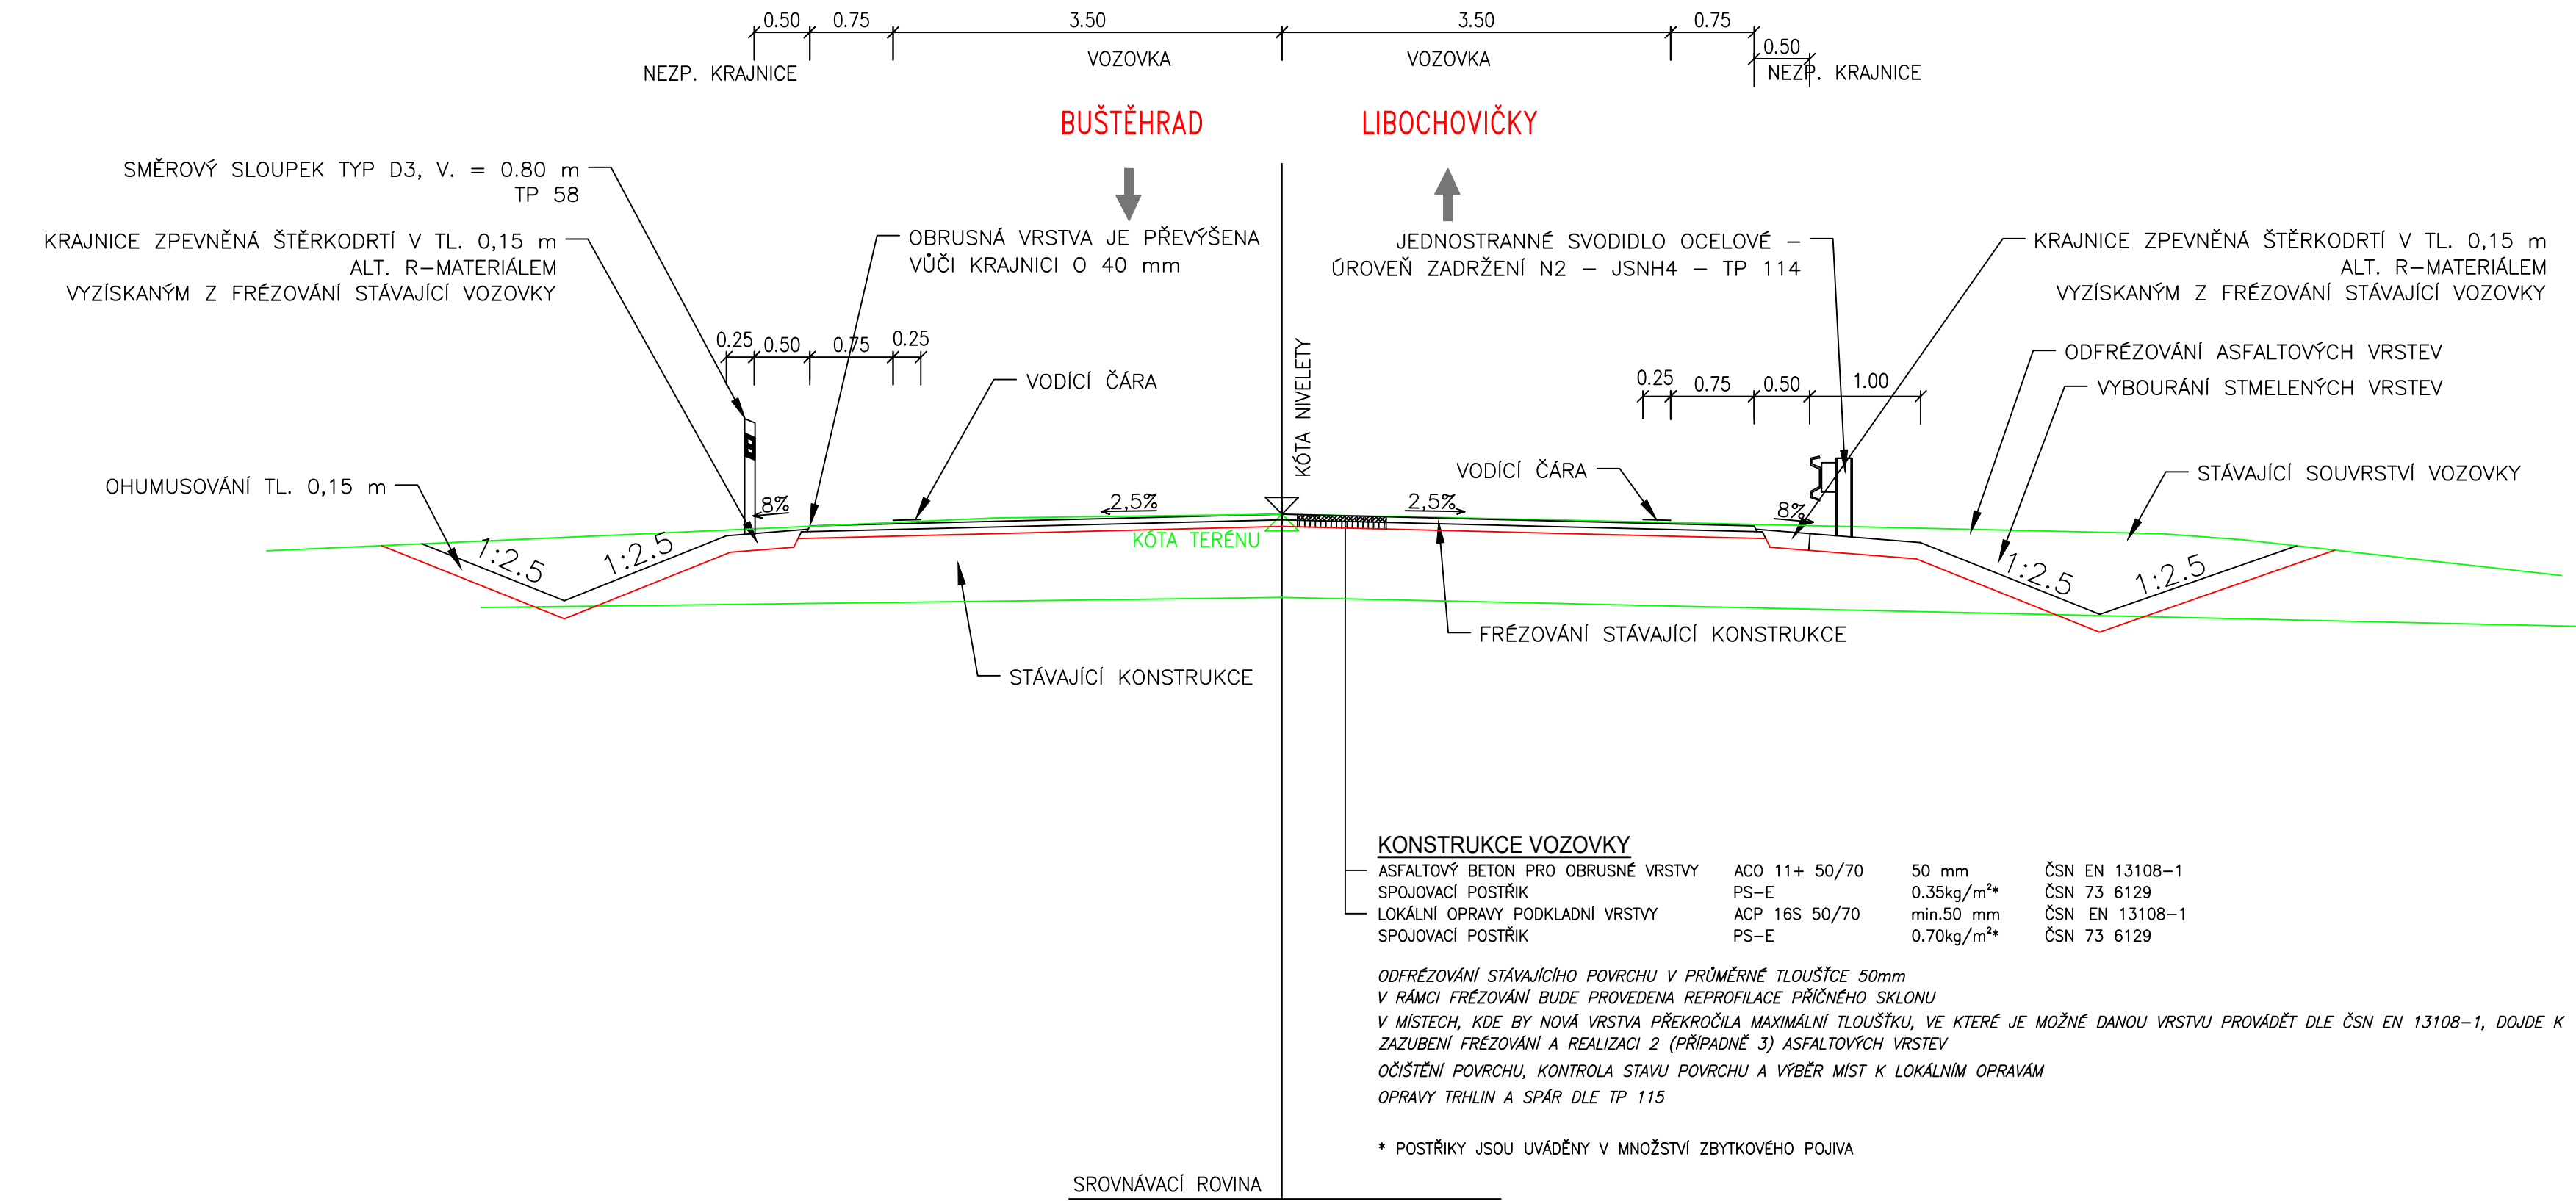 0.50 0.75 3.50 3.50 0.75
0.50
VOZOVKA VOZOVKA
NEZP. KRAJNICE NEZP. KRAJNICE
BUŠTĚHRAD LIBOCHOVIČKY
SMĚROVÝ SLOUPEK TYP D3, V. = 0.80 m
TP 58
KRAJNICE ZPEVNĚNÁ ŠTĚRKODRTÍ V TL. 0,15 m
ALT. R-MATERIÁLEM
VYZÍSKANÝM Z FRÉZOVÁNÍ STÁVAJÍCÍ VOZOVKY
OBRUSNÁ VRSTVA JE PŘEVÝŠENA
VŮČI KRAJNICI O 40 mm
JEDNOSTRANNÉ SVODIDLO OCELOVÉ –
ÚROVEŇ ZADRŽENÍ N2 – JSNH4 – TP 114
KRAJNICE ZPEVNĚNÁ ŠTĚRKODRTÍ V TL. 0,15 m
ALT. R-MATERIÁLEM
VYZÍSKANÝM Z FRÉZOVÁNÍ STÁVAJÍCÍ VOZOVKY
0.25 0.50 0.75 0.25
VODÍCÍ ČÁRA
KÓTA NIVELETY
0.25 0.75 0.50 1.00
ODFRÉZOVÁNÍ ASFALTOVÝCH VRSTEV
VYBOURÁNÍ STMELENÝCH VRSTEV
VODÍCÍ ČÁRA
STÁVAJÍCÍ SOUVRSTVÍ VOZOVKY
OHUMUSOVÁNÍ TL. 0,15 m
8% 2,5% 2,5% 8%
KÓTA TERÉNU
1:2.5 1:2.5 1:2.5 1:2.5
FRÉZOVÁNÍ STÁVAJÍCÍ KONSTRUKCE
STÁVAJÍCÍ KONSTRUKCE
KONSTRUKCE VOZOVKY
ASFALTOVÝ BETON PRO OBRUSNÉ VRSTVY ACO 11+ 50/70 50 mm ČSN EN 13108-1
SPOJOVACÍ POSTŘIK PS-E 0.35kg/m²* ČSN 73 6129
LOKÁLNÍ OPRAVY PODKLADNÍ VRSTVY ACP 16S 50/70 min.50 mm ČSN EN 13108-1
SPOJOVACÍ POSTŘIK PS-E 0.70kg/m²* ČSN 73 6129
ODFRÉZOVÁNÍ STÁVAJÍCÍHO POVRCHU V PRŮMĚRNÉ TLOUŠŤCE 50mm
V RÁMCI FRÉZOVÁNÍ BUDE PROVEDENA REPROFILACE PŘÍČNÉHO SKLONU
V MÍSTECH, KDE BY NOVÁ VRSTVA PŘEKROČILA MAXIMÁLNÍ TLOUŠŤKU, VE KTERÉ JE MOŽNÉ DANOU VRSTVU PROVÁDĚT DLE ČSN EN 13108-1, DOJDE K
ZAZUBENÍ FRÉZOVÁNÍ A REALIZACI 2 (PŘÍPADNĚ 3) ASFALTOVÝCH VRSTEV
OČIŠTĚNÍ POVRCHU, KONTROLA STAVU POVRCHU A VÝBĚR MÍST K LOKÁLNÍM OPRAVÁM
OPRAVY TRHLIN A SPÁR DLE TP 115
* POSTŘIKY JSOU UVÁDĚNY V MNOŽSTVÍ ZBYTKOVÉHO POJIVA
SROVNÁVACÍ ROVINA